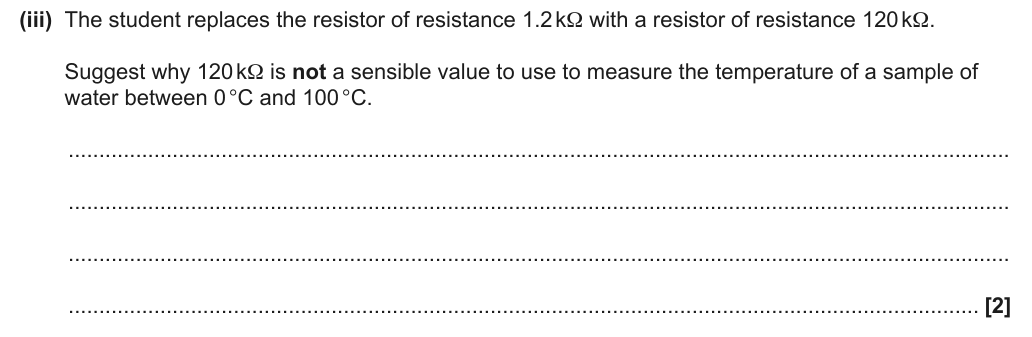 (iii) The student replaces the resistor of resistance 1.2 kΩ with a resistor of resistance 120 kΩ.
Suggest why 120 kΩ is not a sensible value to use to measure the temperature of a sample of
water between 0 °C and 100 °C.
....................................................................................................
....................................................................................................
....................................................................................................
.................................................................................................... [2]